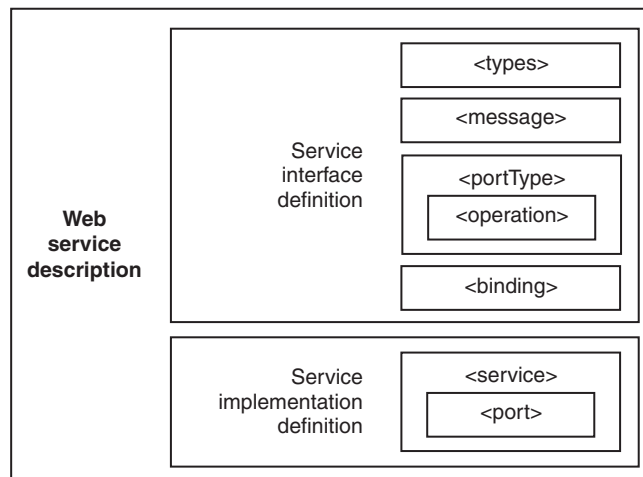 Web
service
description
Service
interface
definition
<types>
<message>
<portType>
<operation>
<binding>
Service
implementation
definition
<service>
<port>